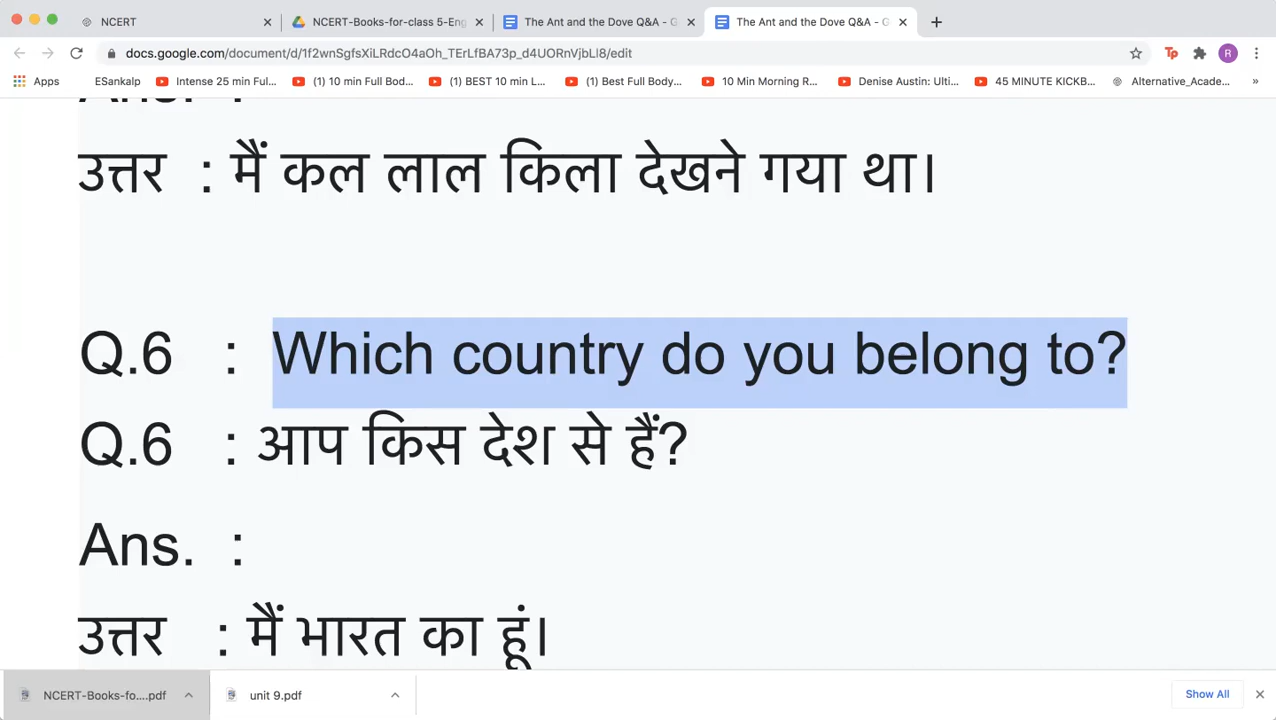 NCERT
NCERT-Books-for-class 5-Eng
The Ant and the Dove Q&A - G
The Ant and the Dove Q&A - G
docs.google.com/document/d/1f2wnSgfsXiLRdcO4aOh_TErLfBA73p_d4UORnVjbLl8/edit
R
Apps
ESankalp
Intense 25 min Ful...
(1) 10 min Full Bod...
(1) BEST 10 min L...
(1) Best Full Body...
10 Min Morning R...
Denise Austin: Ulti...
45 MINUTE KICKB...
Alternative_Acade...
»
Ans. :
उत्तर : मैं कल लाल किला देखने गया था।
Q.6 : Which country do you belong to?
Q.6 : आप किस देश से हैं?
Ans. :
उत्तर : मैं भारत का हूं।
NCERT-Books-fo....pdf
unit 9.pdf
Show All